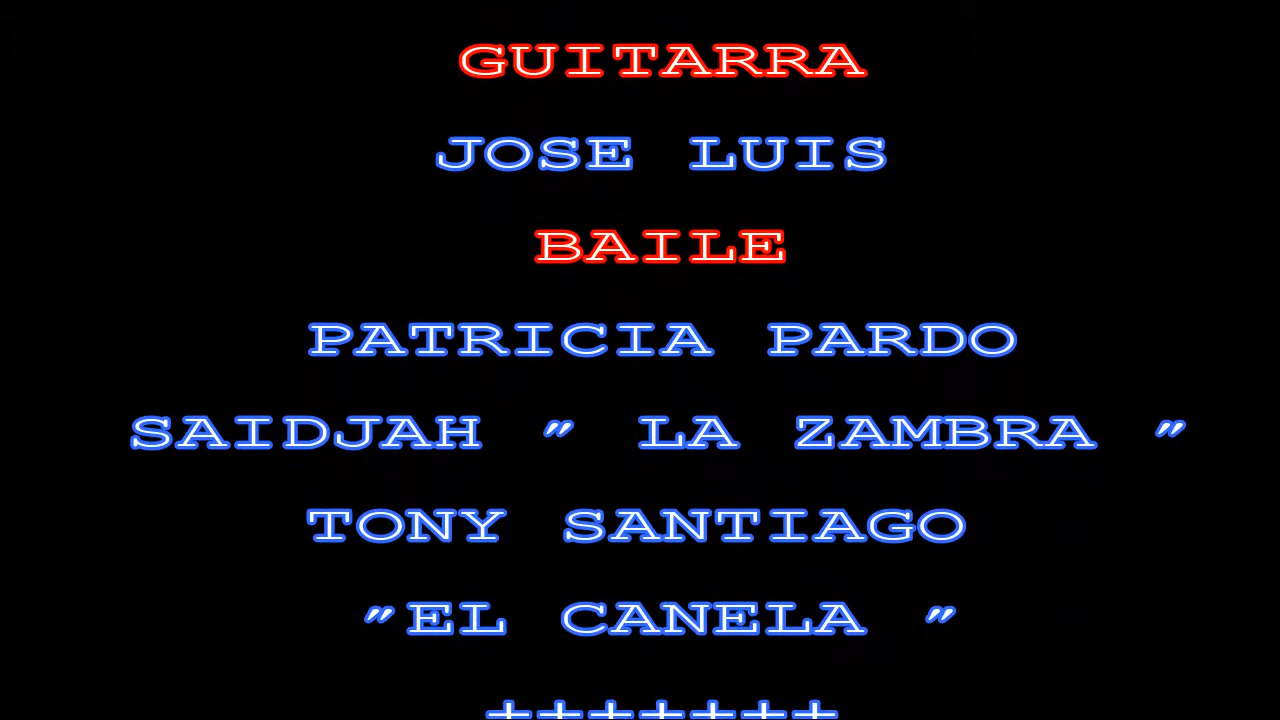 GUITARRA
JOSE LUIS
BAILE
PATRICIA PARDO
SAIDJAH " LA ZAMBRA "
TONY SANTIAGO
"EL CANELA "
+++++++